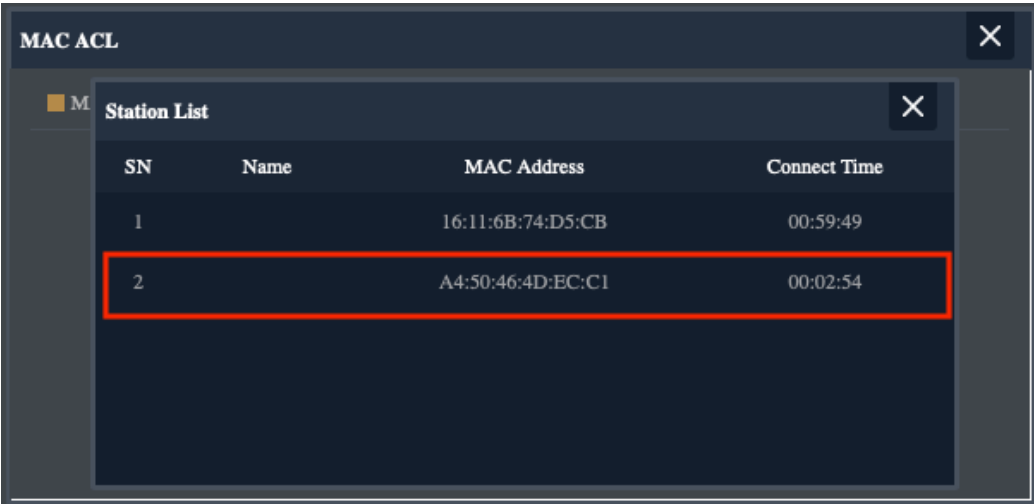 MAC ACL
M
Station List
SN Name MAC Address Connect Time
1 16:11:6B:74:D5:CB 00:59:49
2 A4:50:46:4D:EC:C1 00:02:54